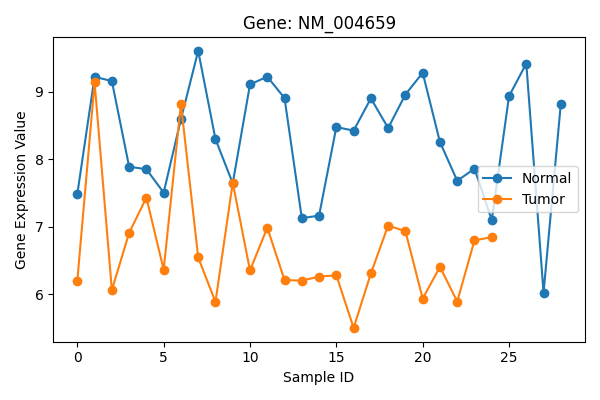 Gene: NM_004659
Gene Expression Value
9
8
7
6
Normal
Tumor
0 5 10 15 20 25
Sample ID